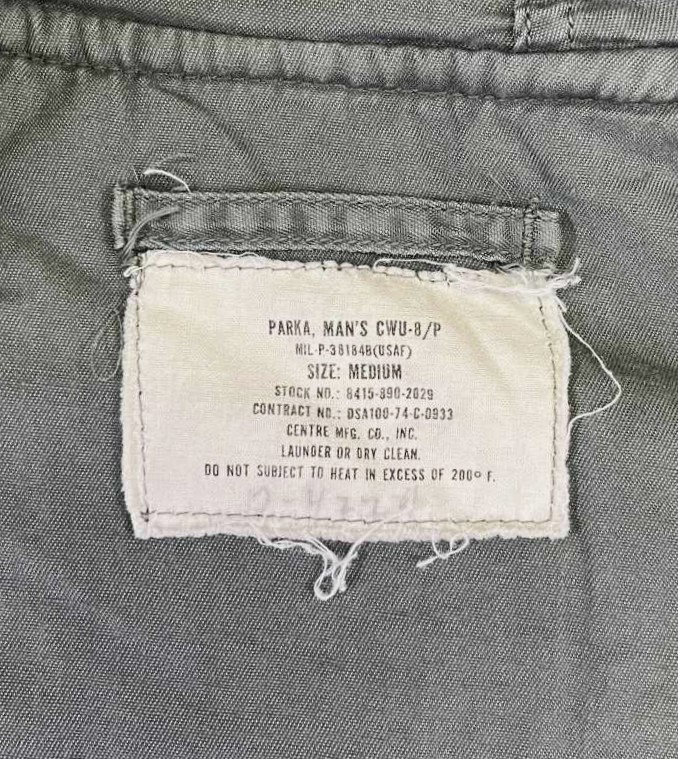 PARKA, MAN'S CWU-8/P
MIL-P-38184B(USAF)
SIZE: MEDIUM
STOCK NO.: 8415-890-2029
CONTRACT NO.: DSA100-74-C-0933
CENTRE MFG. CO., INC.
LAUNDER OR DRY CLEAN.
DO NOT SUBJECT TO HEAT IN EXCESS OF 200° F.